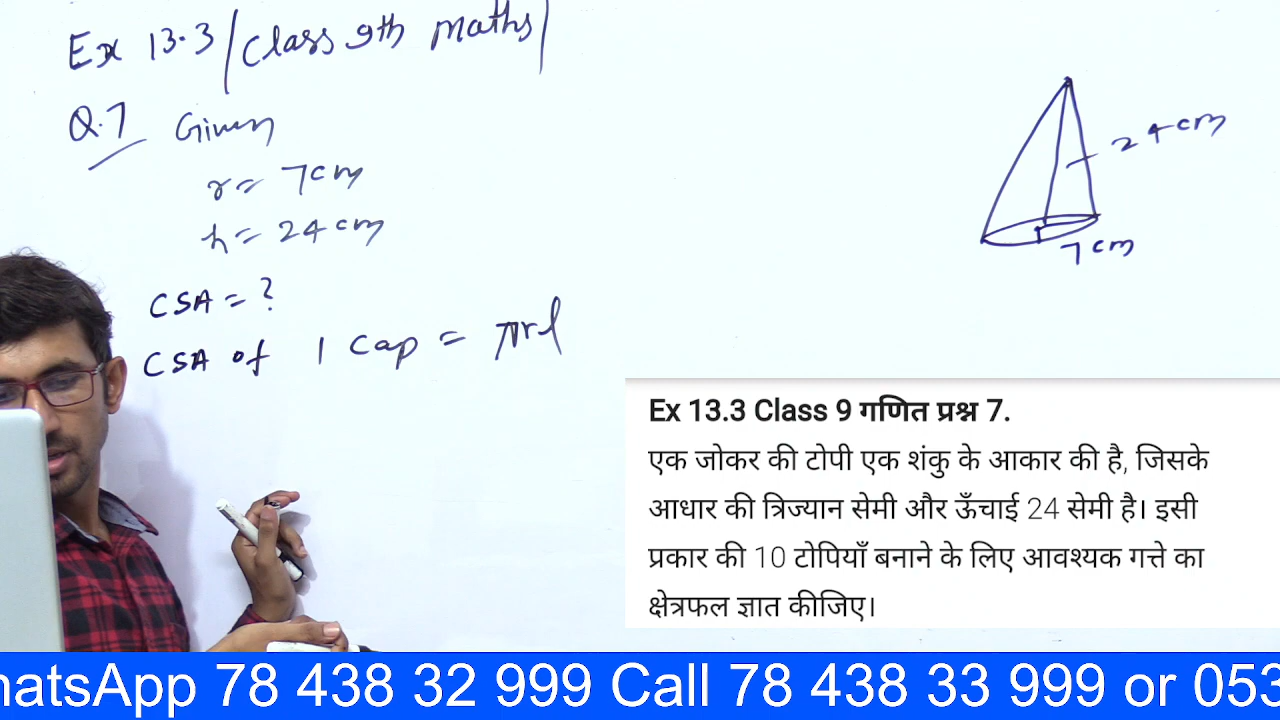 Ex 13.3/Class 9th Maths/
Q.7 Given
r = 7cm
h = 24cm
CSA = ?
CSA of 1 Cap = πrl
24cm
7cm
Ex 13.3 Class 9 गणित प्रश्न 7.
एक जोकर की टोपी एक शंकु के आकार की है, जिसके
आधार की त्रिज्यान सेमी और ऊँचाई 24 सेमी है। इसी
प्रकार की 10 टोपियाँ बनाने के लिए आवश्यक गत्ते का
क्षेत्रफल ज्ञात कीजिए।
hatsApp 78 438 32 999 Call 78 438 33 999 or 053